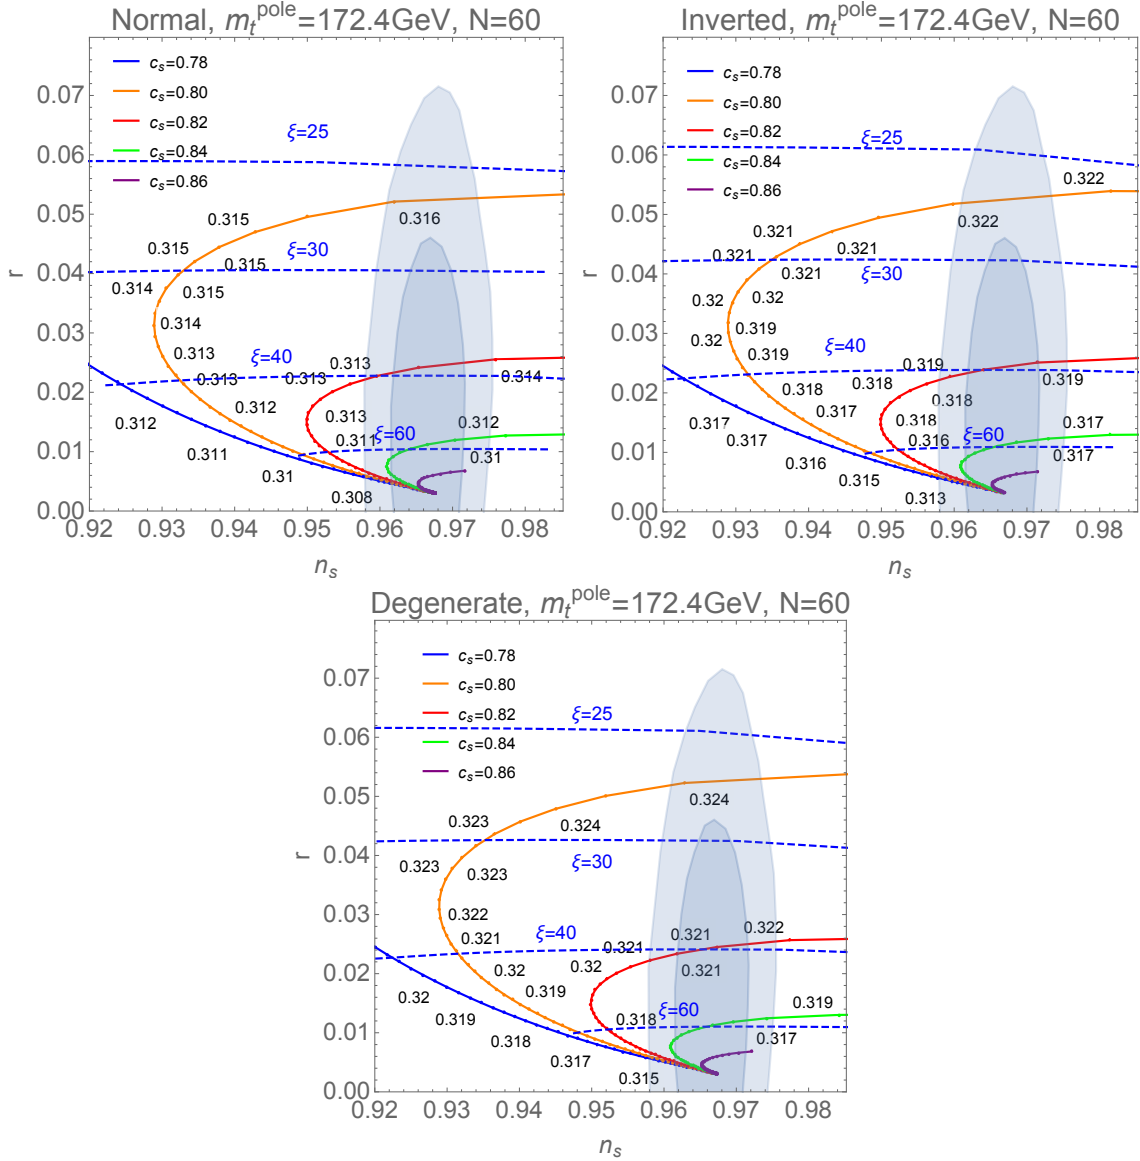 Normal, m_t^pole=172.4GeV, N=60
c_s=0.78
c_s=0.80
c_s=0.82
c_s=0.84
c_s=0.86
ξ=25
ξ=30
ξ=40
ξ=60
0.315
0.316
0.315
0.315
0.314
0.315
0.314
0.313
0.313
0.313
0.313
0.314
0.312
0.312
0.313
0.312
0.311
0.311
0.31
0.31
0.308
r
0.07
0.06
0.05
0.04
0.03
0.02
0.01
0.00
0.92 0.93 0.94 0.95 0.96 0.97 0.98
n_s
Inverted, m_t^pole=172.4GeV, N=60
c_s=0.78
c_s=0.80
c_s=0.82
c_s=0.84
c_s=0.86
ξ=25
ξ=30
ξ=40
ξ=60
0.322
0.322
0.321
0.321
0.321
0.321
0.32
0.32
0.319
0.32
0.319
0.319
0.319
0.318
0.318
0.318
0.317
0.318
0.317
0.317
0.317
0.316
0.317
0.316
0.315
0.313
r
0.07
0.06
0.05
0.04
0.03
0.02
0.01
0.00
0.92 0.93 0.94 0.95 0.96 0.97 0.98
n_s
Degenerate, m_t^pole=172.4GeV, N=60
c_s=0.78
c_s=0.80
c_s=0.82
c_s=0.84
c_s=0.86
ξ=25
ξ=30
ξ=40
ξ=60
0.324
0.323
0.324
0.323
0.323
0.322
0.321
0.321
0.321
0.322
0.32
0.32
0.321
0.319
0.32
0.319
0.318
0.319
0.318
0.317
0.317
0.315
r
0.07
0.06
0.05
0.04
0.03
0.02
0.01
0.00
0.92 0.93 0.94 0.95 0.96 0.97 0.98
n_s